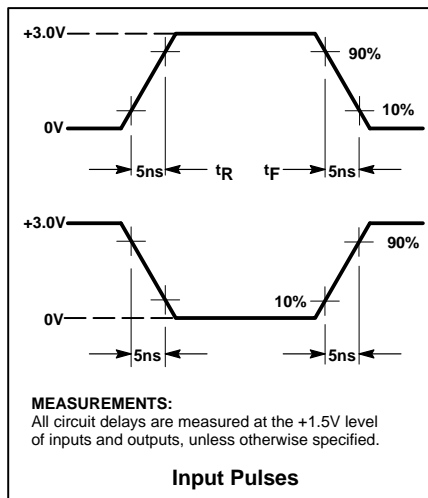 +3.0V
90%
10%
0V
5ns
tR
tF
5ns
+3.0V
90%
10%
0V
5ns
5ns
MEASUREMENTS:
All circuit delays are measured at the +1.5V level
of inputs and outputs, unless otherwise specified.
Input Pulses